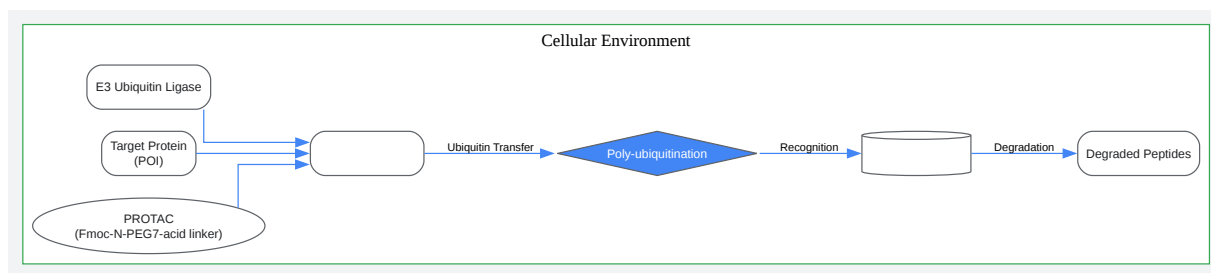 Cellular Environment
E3 Ubiquitin Ligase
Target Protein
(POI)
PROTAC
(Fmoc-N-PEG7-acid linker)
Ubiquitin Transfer
Poly-ubiquitination
Recognition
Degradation
Degraded Peptides